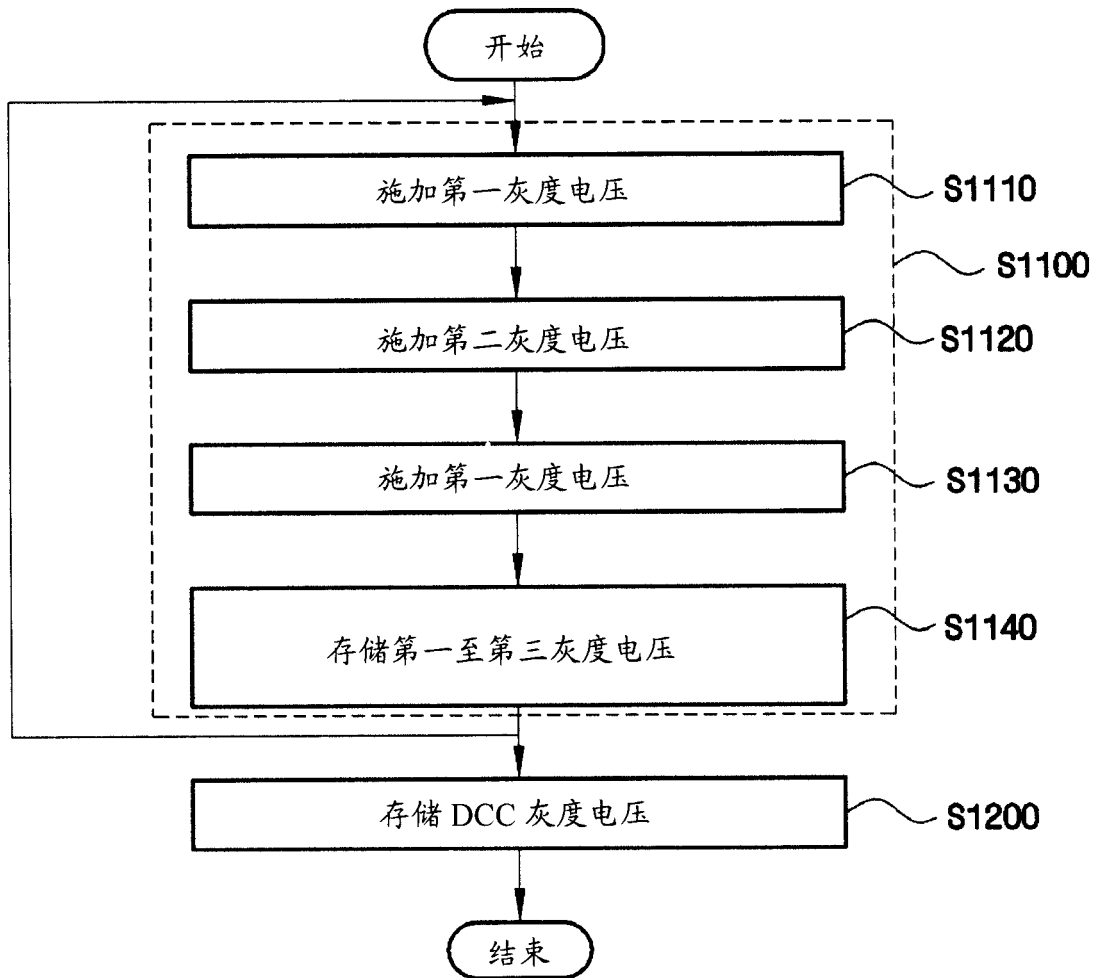 开始
施加第一灰度电压
S1110
S1100
施加第二灰度电压
S1120
施加第一灰度电压
S1130
存储第一至第三灰度电压
S1140
存储 DCC 灰度电压
S1200
结束